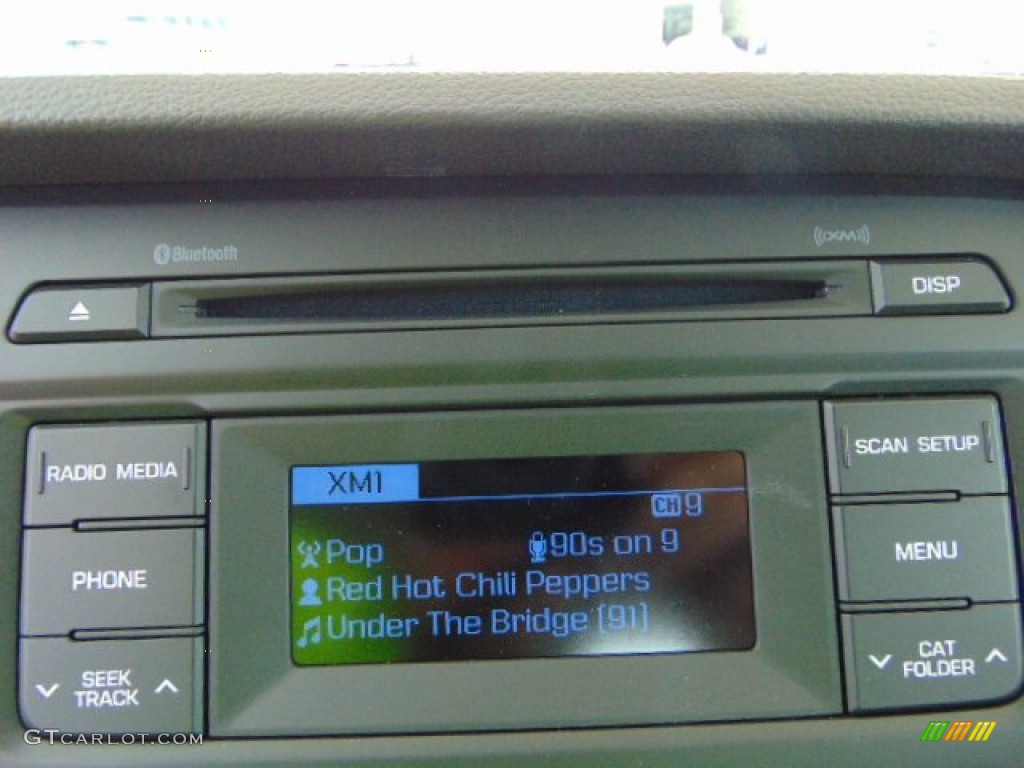 Bluetooth
((XM))
DISP
RADIO MEDIA
SCAN SETUP
XM1
CH 9
Pop
90s on 9
PHONE
MENU
Red Hot Chili Peppers
Under The Bridge (91)
SEEK
TRACK
CAT
FOLDER
GTCARLOT.COM